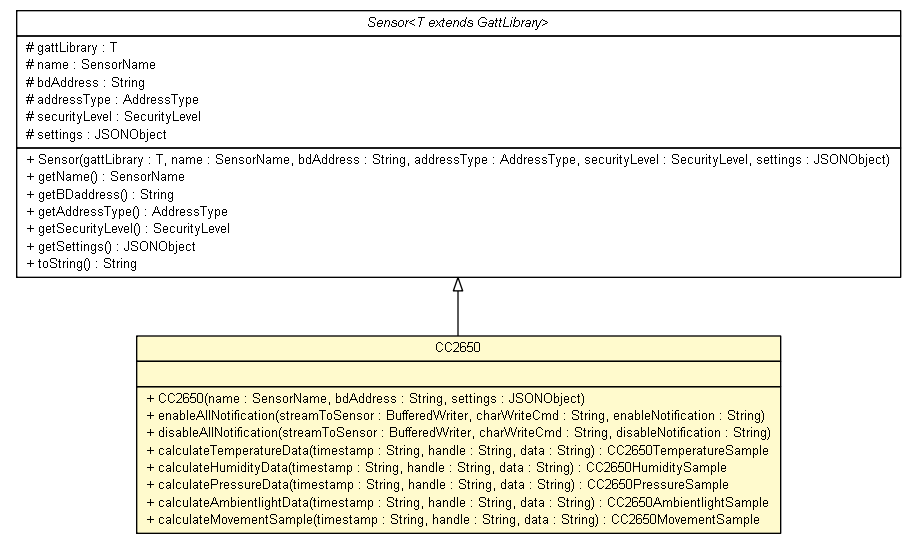 Sensor<T extends GattLibrary>
# gattLibrary : T
# name : SensorName
# bdAddress : String
# addressType : AddressType
# securityLevel : SecurityLevel
# settings : JSONObject
+ Sensor(gattLibrary : T, name : SensorName, bdAddress : String, addressType : AddressType, securityLevel : SecurityLevel, settings : JSONObject)
+ getName() : SensorName
+ getBDaddress() : String
+ getAddressType() : AddressType
+ getSecurityLevel() : SecurityLevel
+ getSettings() : JSONObject
+ toString() : String
CC2650
+ CC2650(name : SensorName, bdAddress : String, settings : JSONObject)
+ enableAllNotification(streamToSensor : BufferedWriter, charWriteCmd : String, enableNotification : String)
+ disableAllNotification(streamToSensor : BufferedWriter, charWriteCmd : String, disableNotification : String)
+ calculateTemperatureData(timestamp : String, handle : String, data : String) : CC2650TemperatureSample
+ calculateHumidityData(timestamp : String, handle : String, data : String) : CC2650HumiditySample
+ calculatePressureData(timestamp : String, handle : String, data : String) : CC2650PressureSample
+ calculateAmbientlightData(timestamp : String, handle : String, data : String) : CC2650AmbientlightSample
+ calculateMovementSample(timestamp : String, handle : String, data : String) : CC2650MovementSample